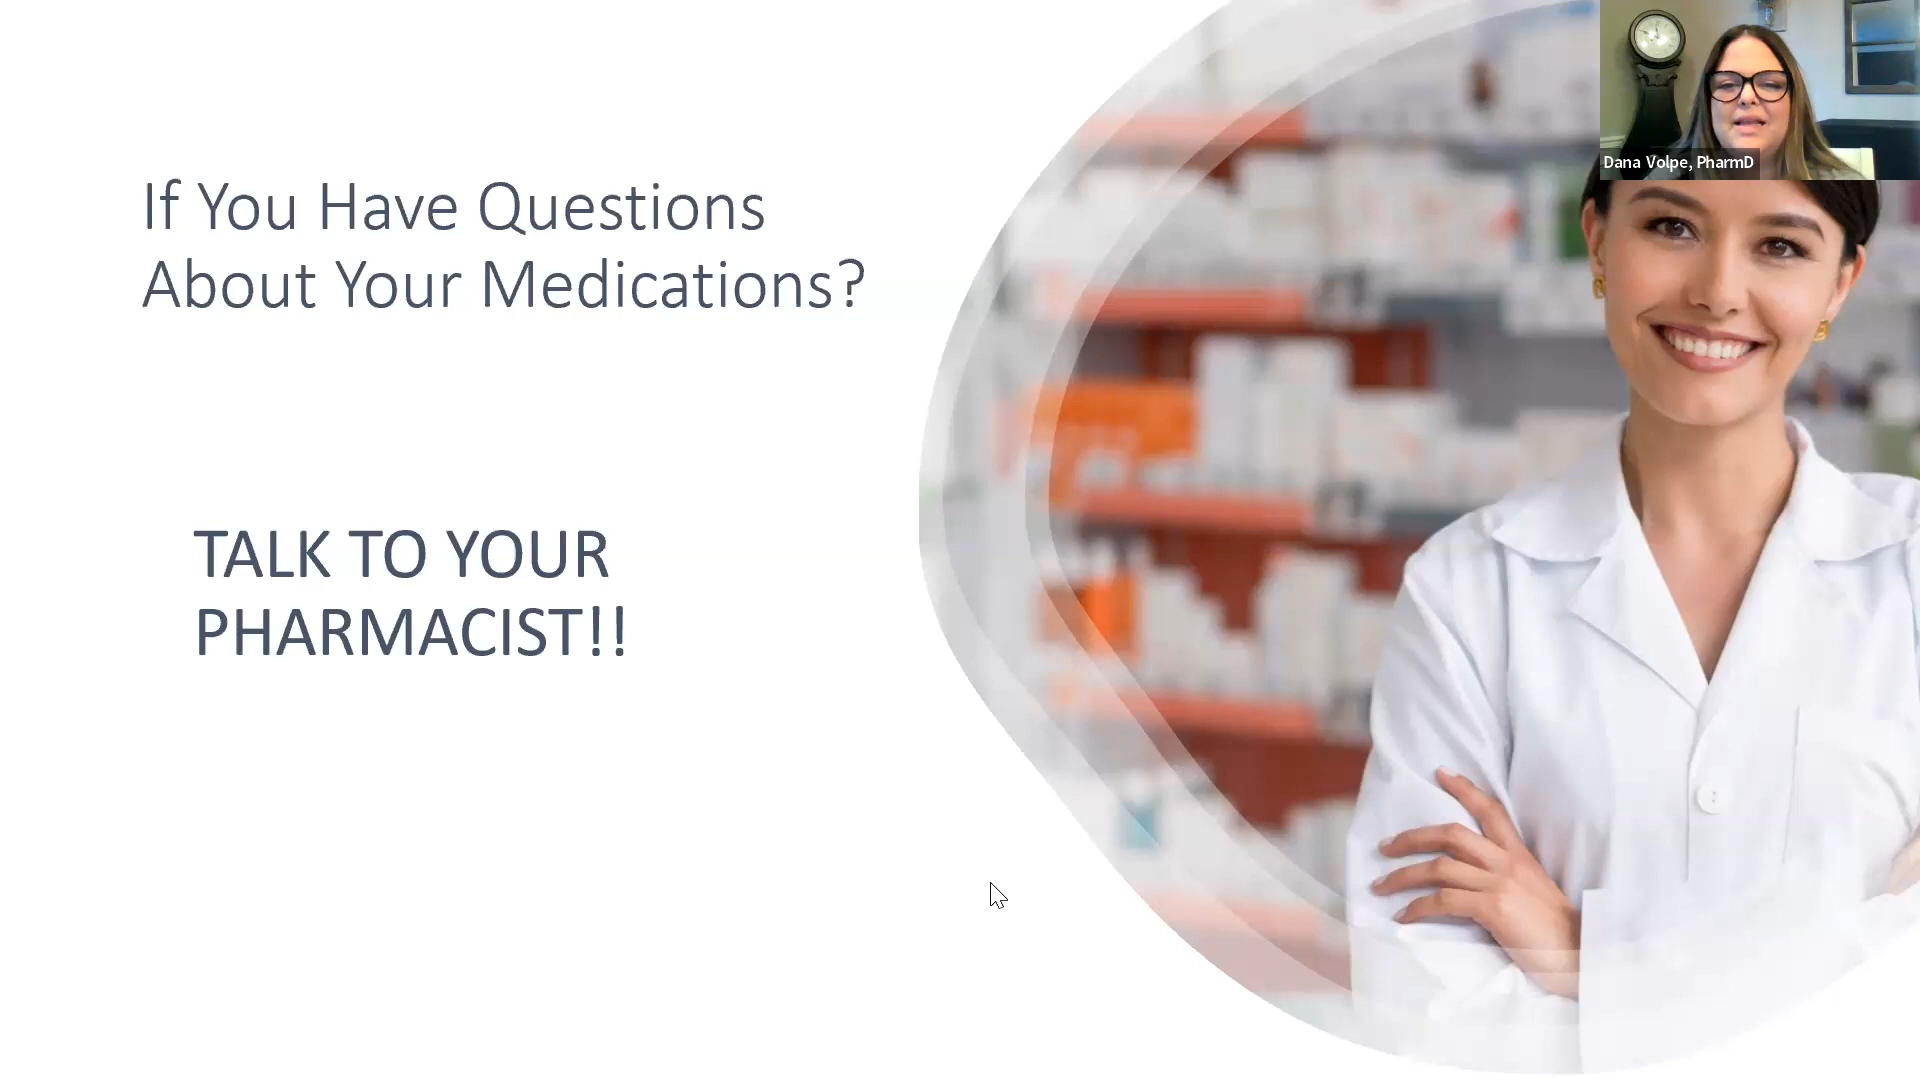 Dana Volpe, PharmD
If You Have Questions
About Your Medications?
TALK TO YOUR
PHARMACIST!!